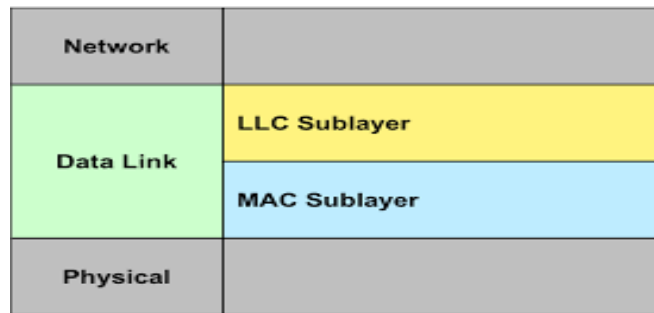 Network
LLC Sublayer
Data Link
MAC Sublayer
Physical